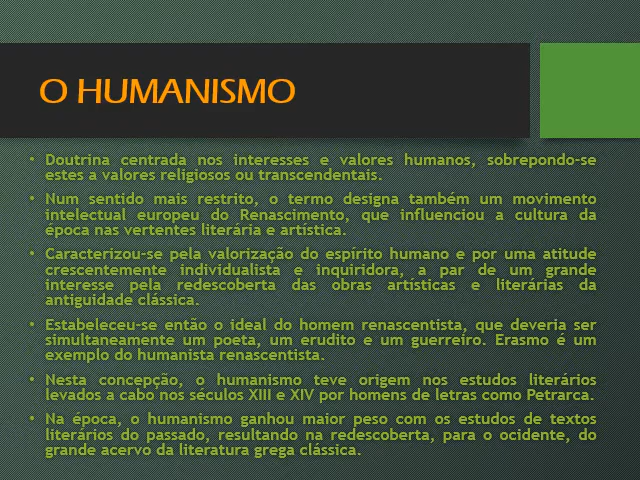 O HUMANISMO
• Doutrina centrada nos interesses e valores humanos, sobrepondo-se
estes a valores religiosos ou transcendentais.
• Num sentido mais restrito, o termo designa também um movimento
intelectual europeu do Renascimento, que influenciou a cultura da
época nas vertentes literária e artística.
• Caracterizou-se pela valorização do espírito humano e por uma atitude
crescentemente individualista e inquiridora, a par de um grande
interesse pela redescoberta das obras artísticas e literárias da
antiguidade clássica.
• Estabeleceu-se então o ideal do homem renascentista, que deveria ser
simultaneamente um poeta, um erudito e um guerreiro. Erasmo é um
exemplo do humanista renascentista.
• Nesta concepção, o humanismo teve origem nos estudos literários
levados a cabo nos séculos XIII e XIV por homens de letras como Petrarca.
• Na época, o humanismo ganhou maior peso com os estudos de textos
literários do passado, resultando na redescoberta, para o ocidente, do
grande acervo da literatura grega clássica.